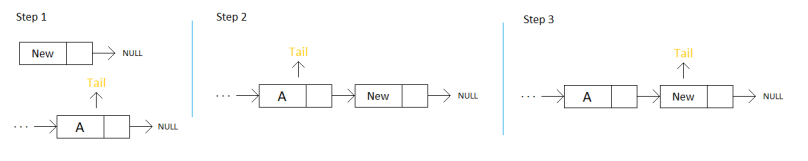 Step 1
New NULL
Tail
... A NULL
Step 2
Tail
... A New NULL
Step 3
Tail
... A New NULL